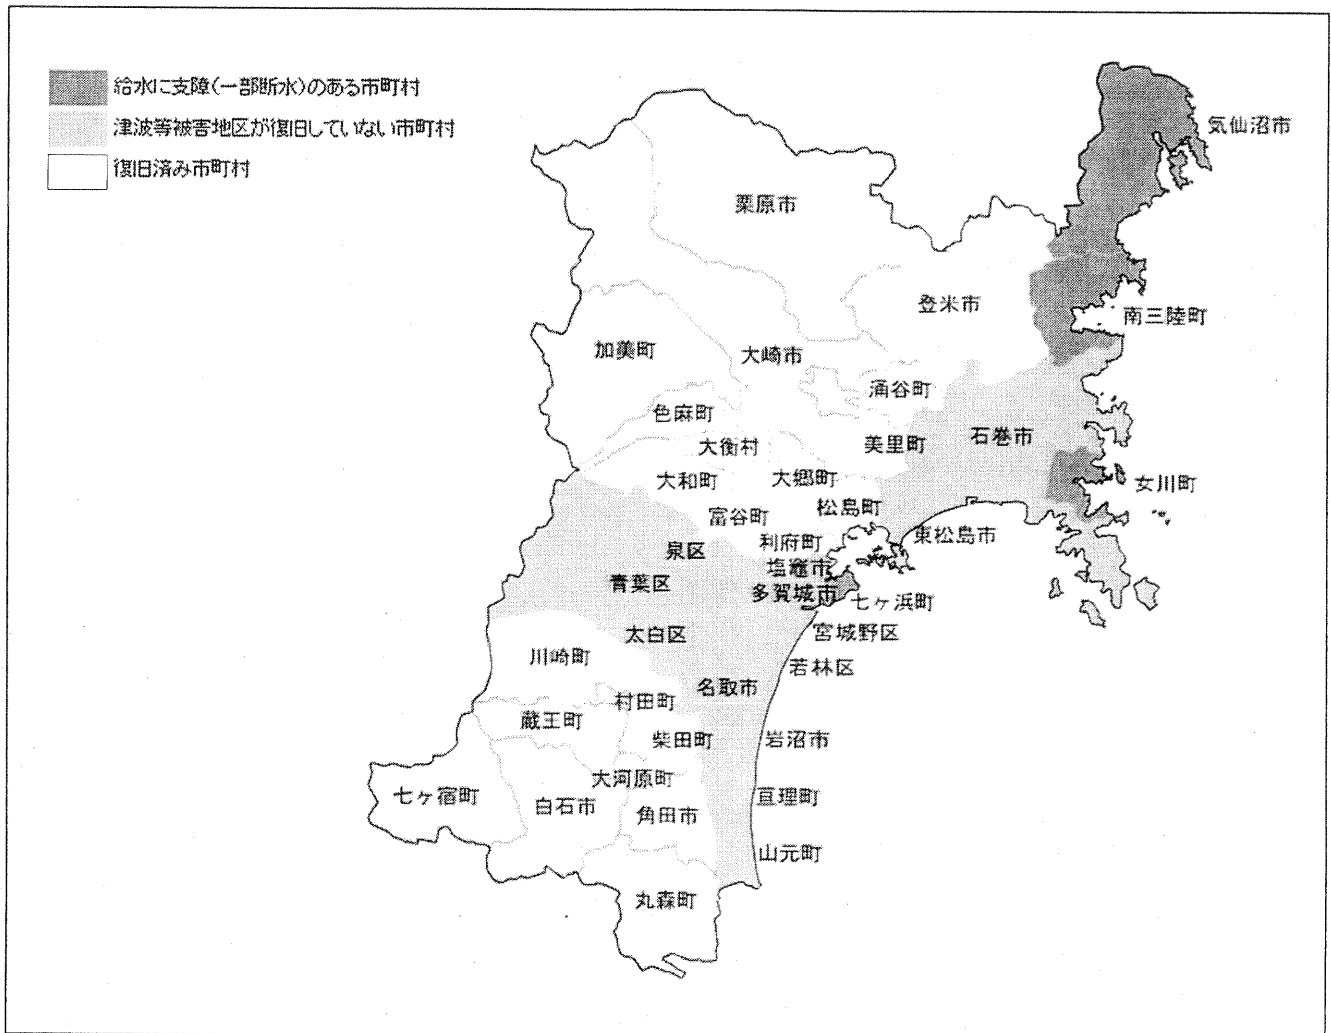 給水に支障(一部断水)のある市町村
津波等被害地区が復旧していない市町村
復旧済み市町村
気仙沼市
栗原市
登米市
南三陸町
加美町
大崎市
涌谷町
色麻町
石巻市
大衡村
美里町
大和町
大郷町
女川町
松島町
富谷町
東松島市
利府町
泉区
塩竈市
青葉区
多賀城市
七ヶ浜町
太白区
宮城野区
川崎町
若林区
名取市
村田町
蔵王町
柴田町
岩沼市
大河原町
七ヶ宿町
亘理町
白石市
角田市
山元町
丸森町